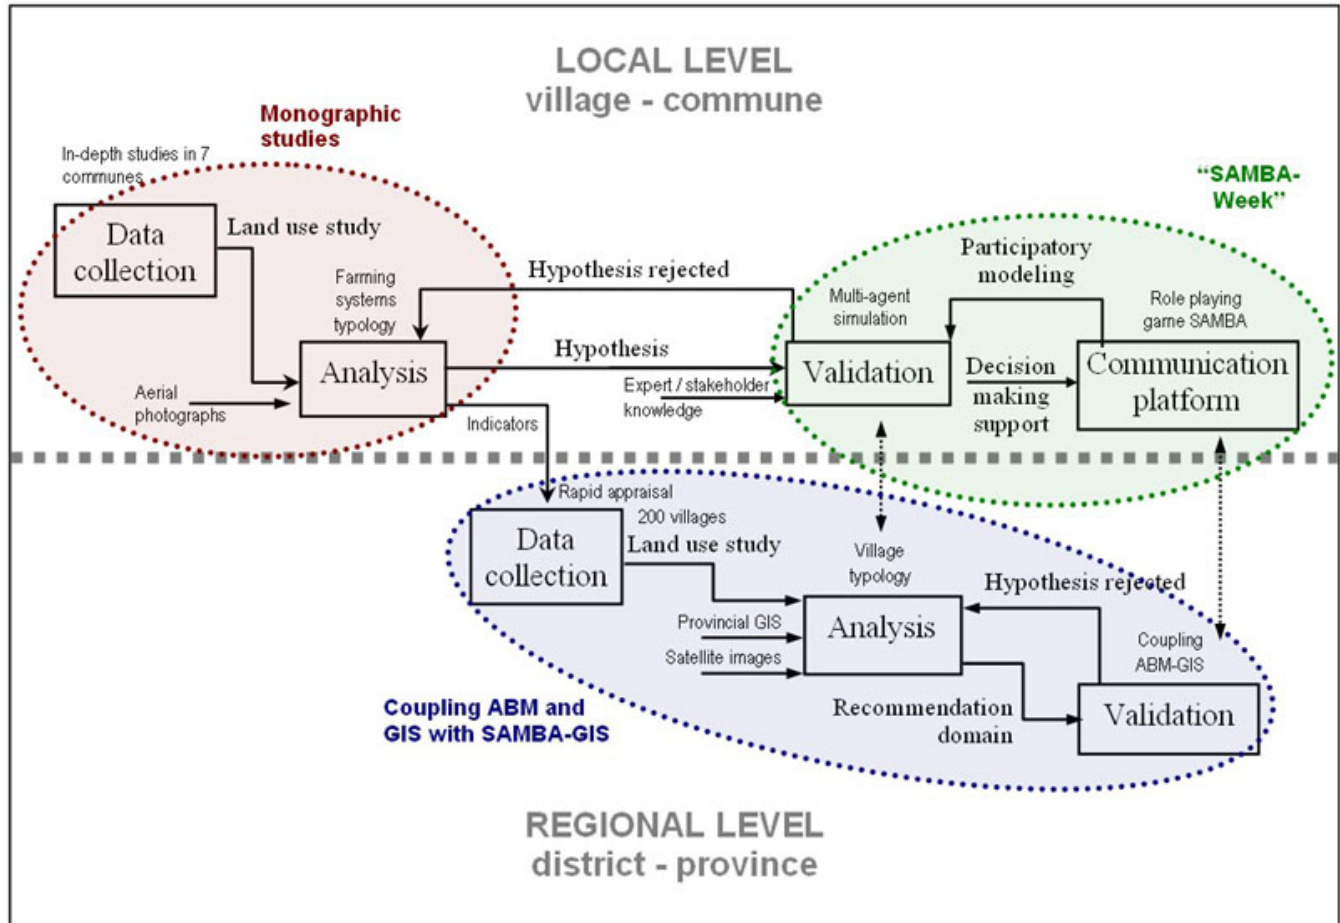 LOCAL LEVEL
village - commune
Monographic
studies
In-depth studies in 7
communes
Data
collection
Land use study
Farming
systems
typology
Analysis
Aerial
photographs
Hypothesis rejected
Hypothesis
Expert / stakeholder
knowledge
Indicators
“SAMBA-
Week”
Participatory
modeling
Multi-agent
simulation
Role playing
game SAMBA
Validation
Decision
making
support
Communication
platform
Rapid appraisal
200 villages
Data
collection
Land use study
Village
typology
Hypothesis rejected
Provincial GIS
Satellite images
Analysis
Coupling
ABM-GIS
Recommendation
domain
Validation
Coupling ABM and
GIS with SAMBA-GIS
REGIONAL LEVEL
district - province